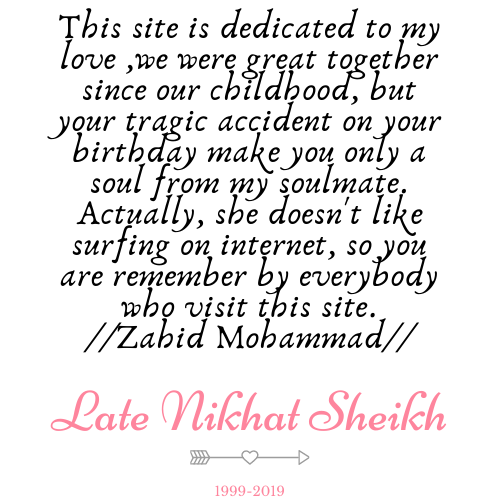 This site is dedicated to my
love ,we were great together
since our childhood, but
your tragic accident on your
birthday make you only a
soul from my soulmate.
Actually, she doesn't like
surfing on internet, so you
are remember by everybody
who visit this site.
//Zahid Mohammad//
Late Nikhat Sheikh
1999-2019